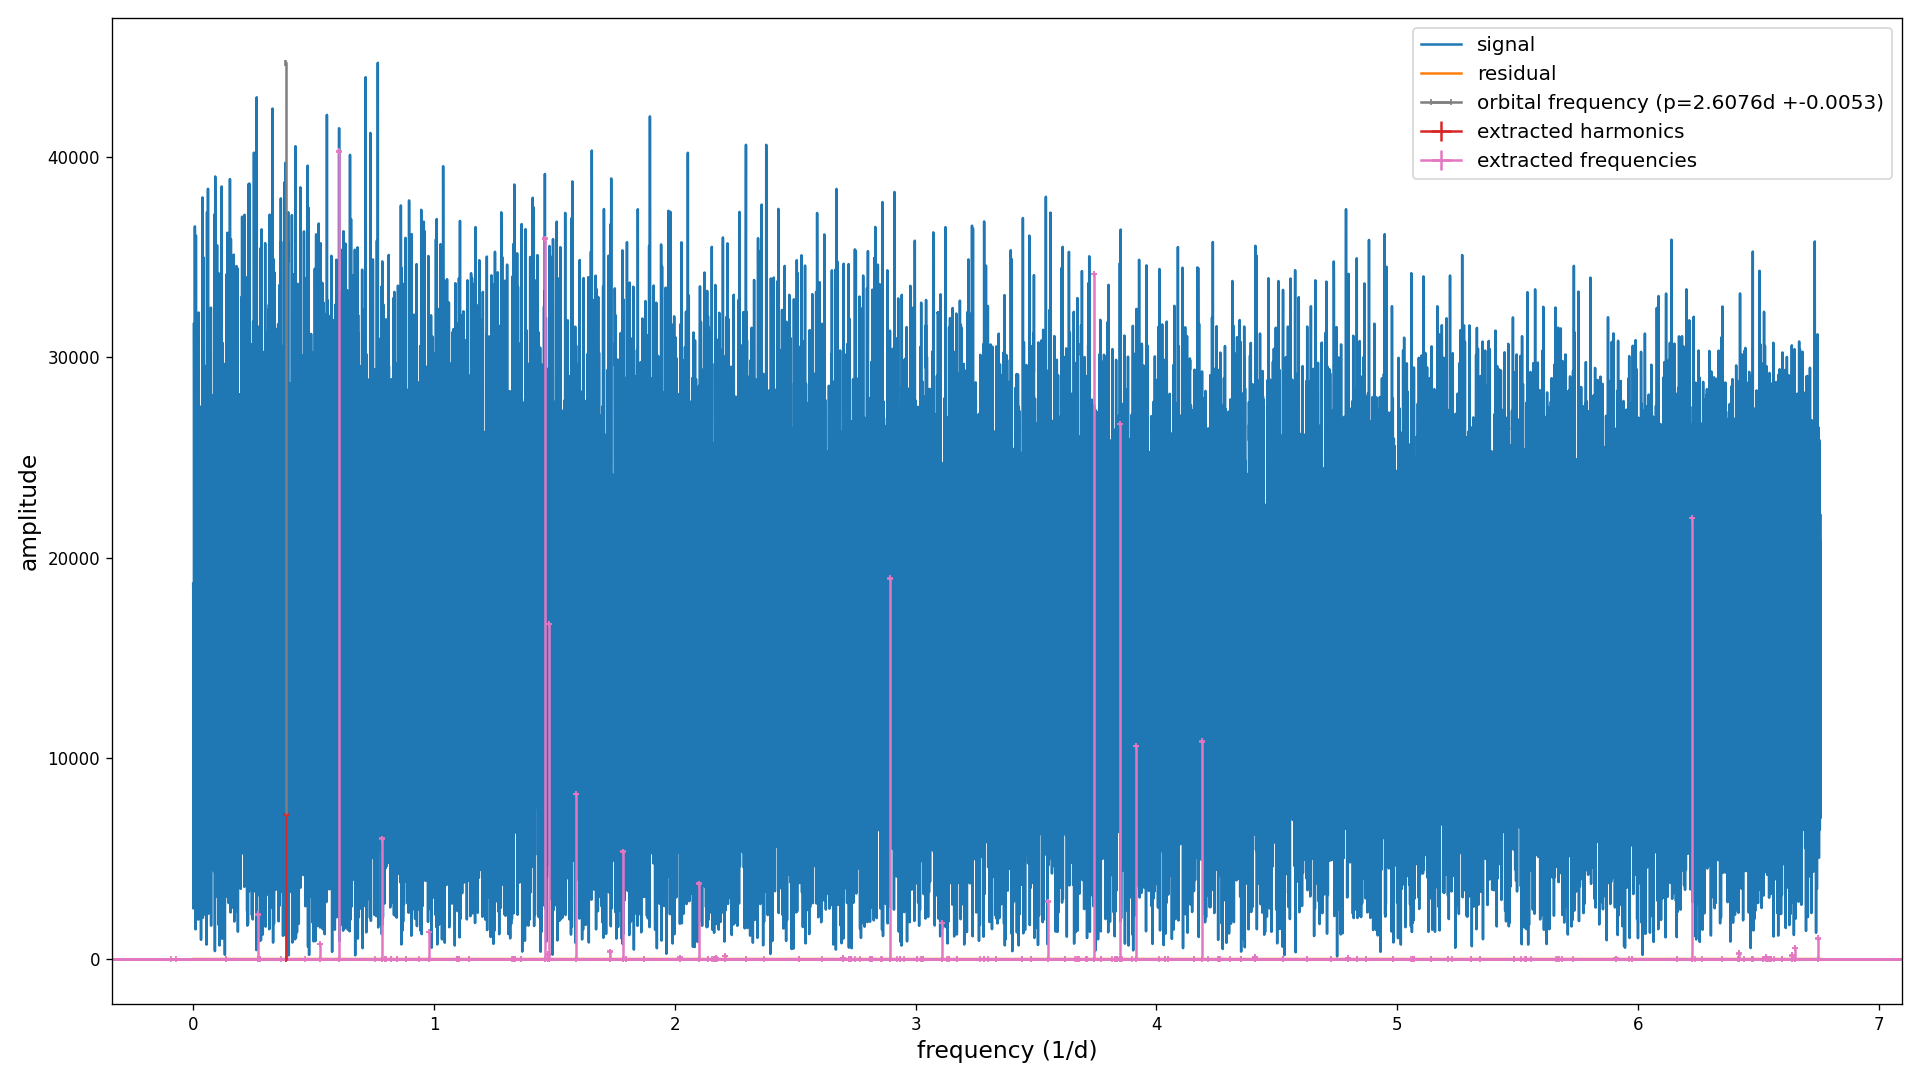 signal
residual
orbital frequency (p=2.6076d +-0.0053)
extracted harmonics
extracted frequencies
amplitude
40000
30000
20000
10000
0
0 1 2 3 4 5 6 7
frequency (1/d)